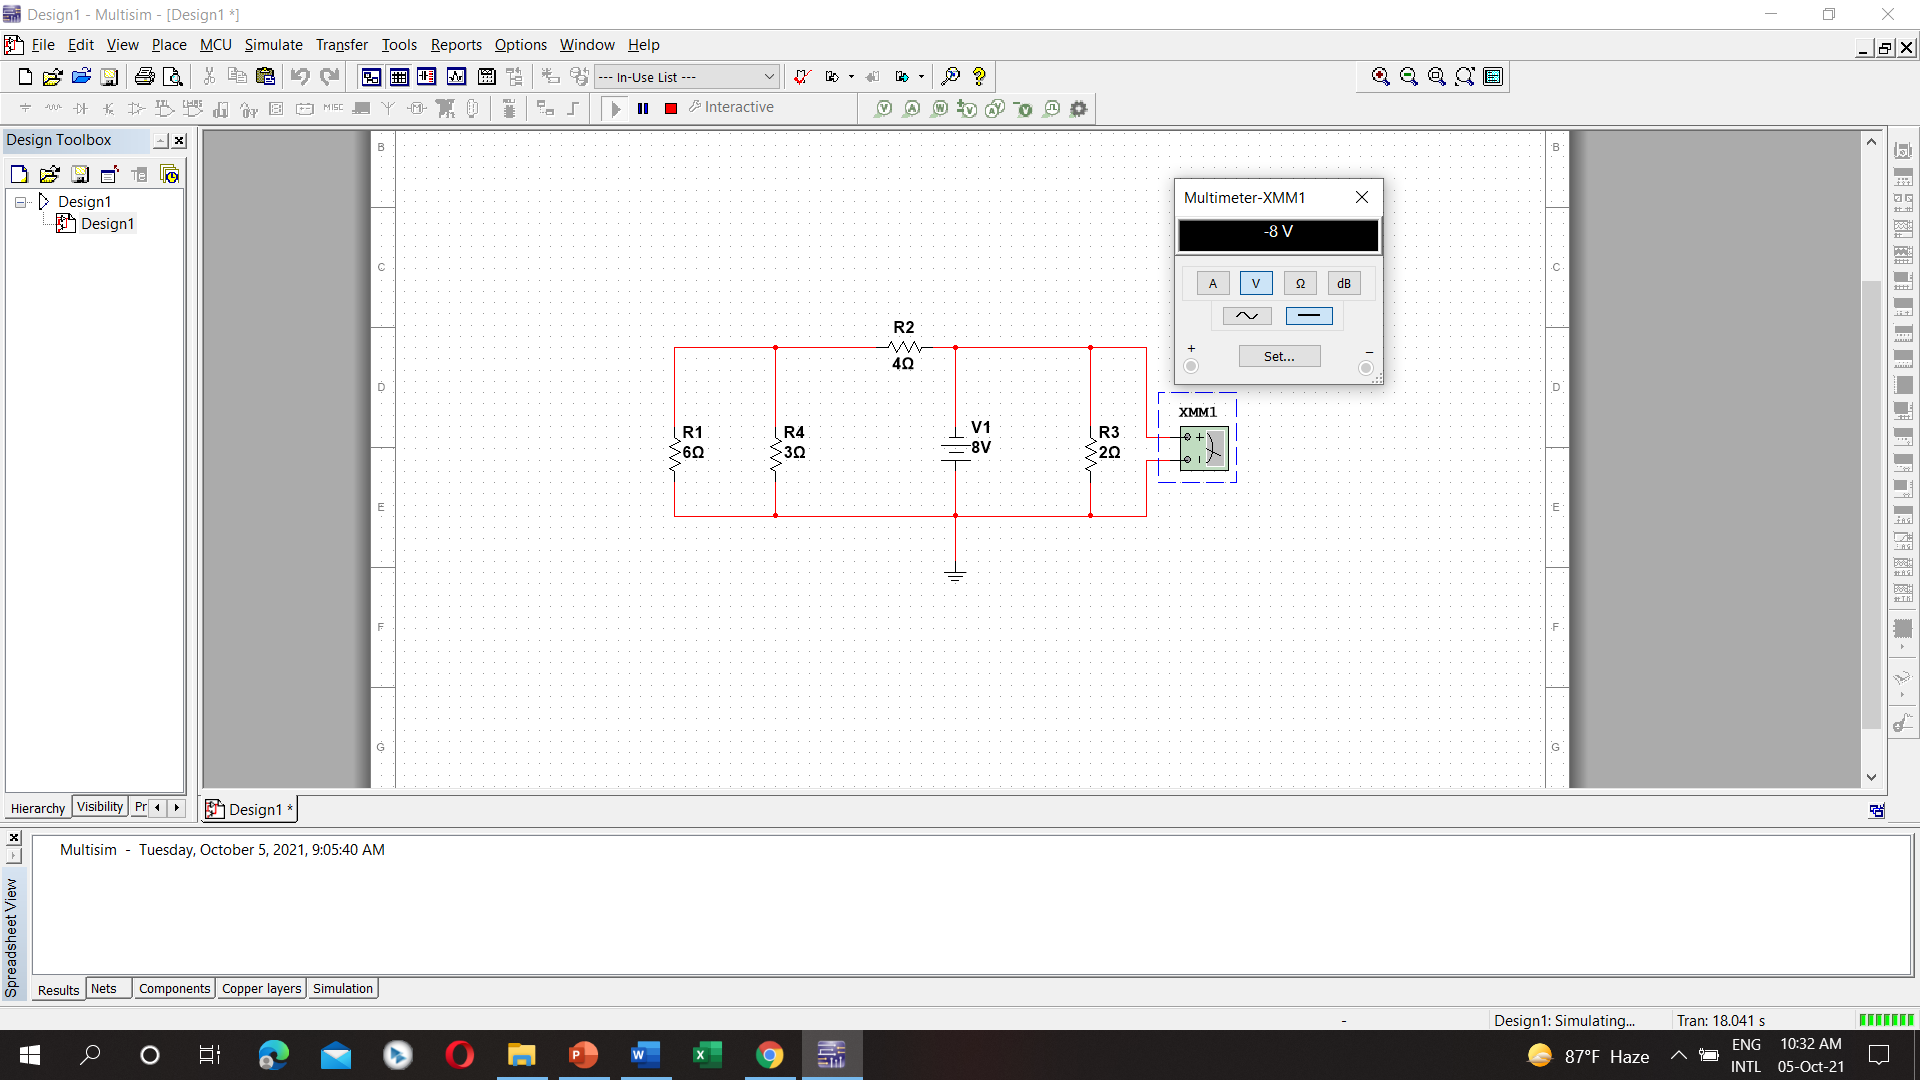 Design1 - Multisim - [Design1 *]
File Edit View Place MCU Simulate Transfer Tools Reports Options Window Help
--- In-Use List ---
MISC
Interactive
Design Toolbox
Design1
Design1
Hierarchy Visibility Pr
B
C
D
E
F
G
B
C
D
E
F
G
Multimeter-XMM1
-8 V
A V Ω dB
+ Set... −
R2
4Ω
R1
6Ω
R4
3Ω
V1
8V
R3
2Ω
XMM1
Design1 *
Multisim - Tuesday, October 5, 2021, 9:05:40 AM
Spreadsheet View
Results Nets Components Copper layers Simulation
- Design1: Simulating... Tran: 18.041 s
87°F Haze
ENG
INTL
10:32 AM
05-Oct-21